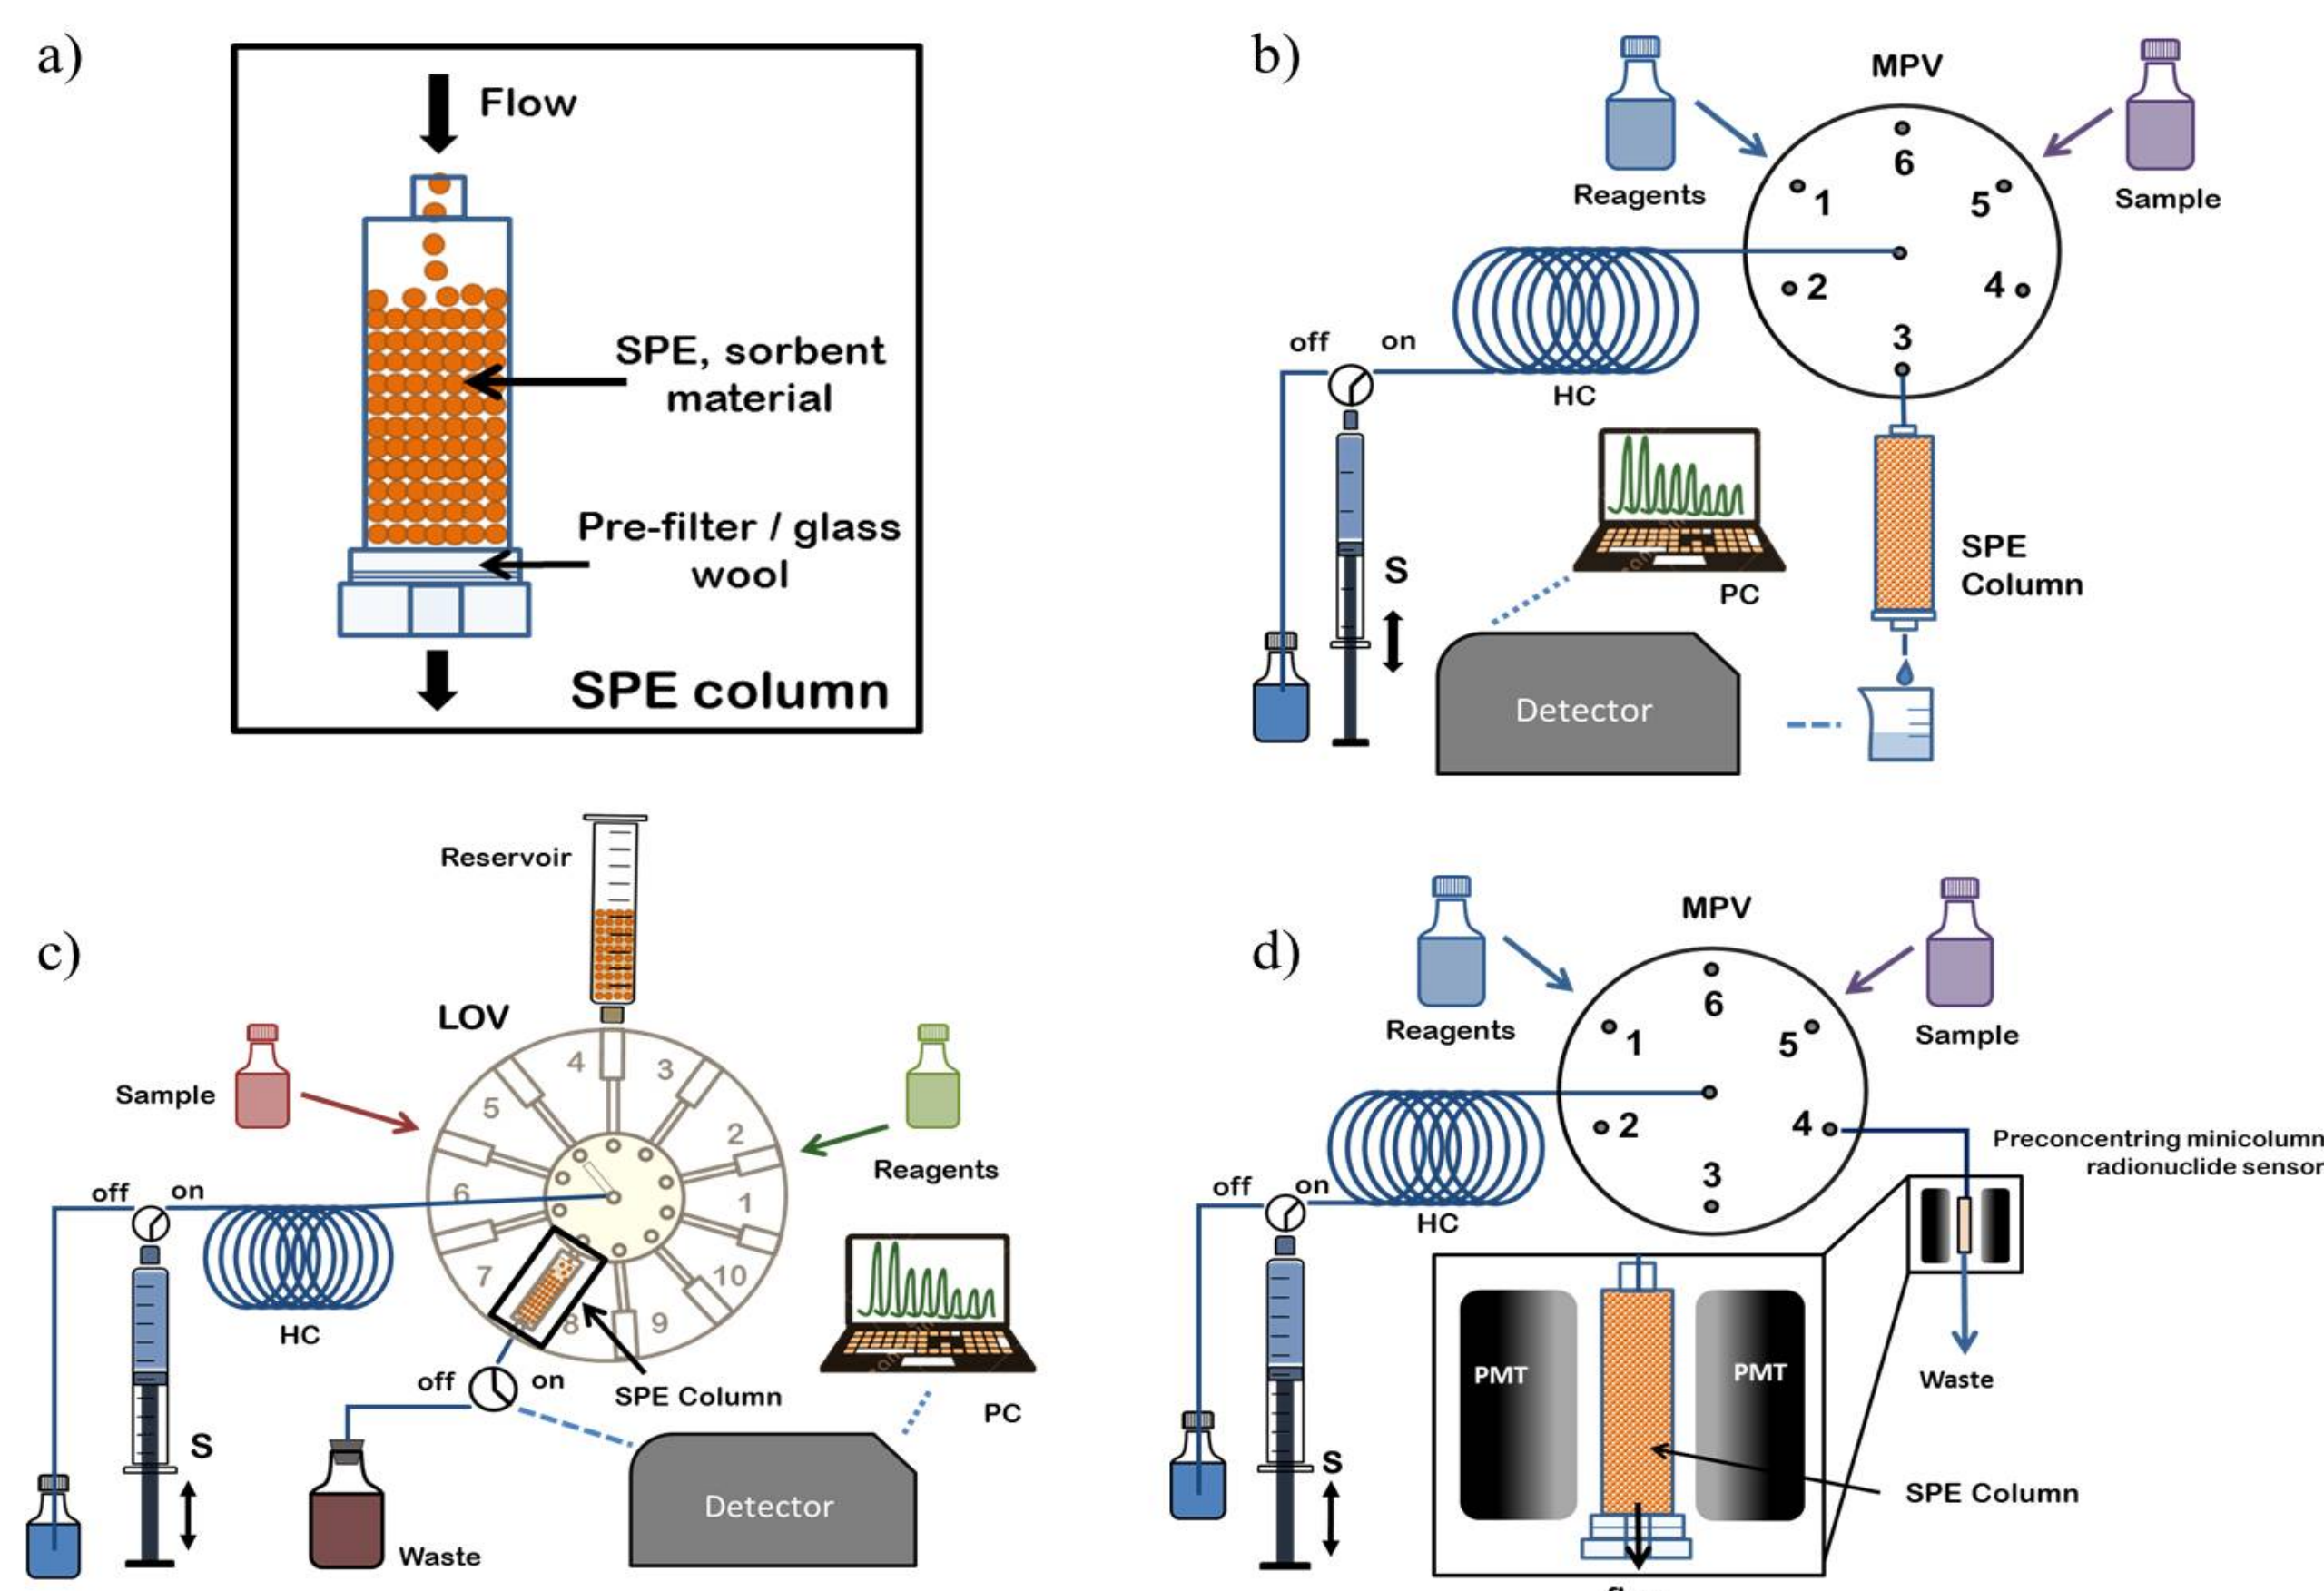 a)
Flow
SPE, sorbent
material
Pre-filter / glass
wool
SPE column
b)
MPV
Reagents
Sample
6
1
5
2
4
3
off
on
HC
S
PC
SPE
Column
Detector
c)
Reservoir
LOV
Sample
Reagents
4
3
5
2
6
1
7
10
8
9
off
on
HC
S
off
on
SPE Column
PC
Waste
Detector
d)
MPV
Reagents
Sample
6
1
5
2
4
3
Preconcentring minicolumn
radionuclide sensor
off
on
HC
S
PMT
PMT
Waste
SPE Column